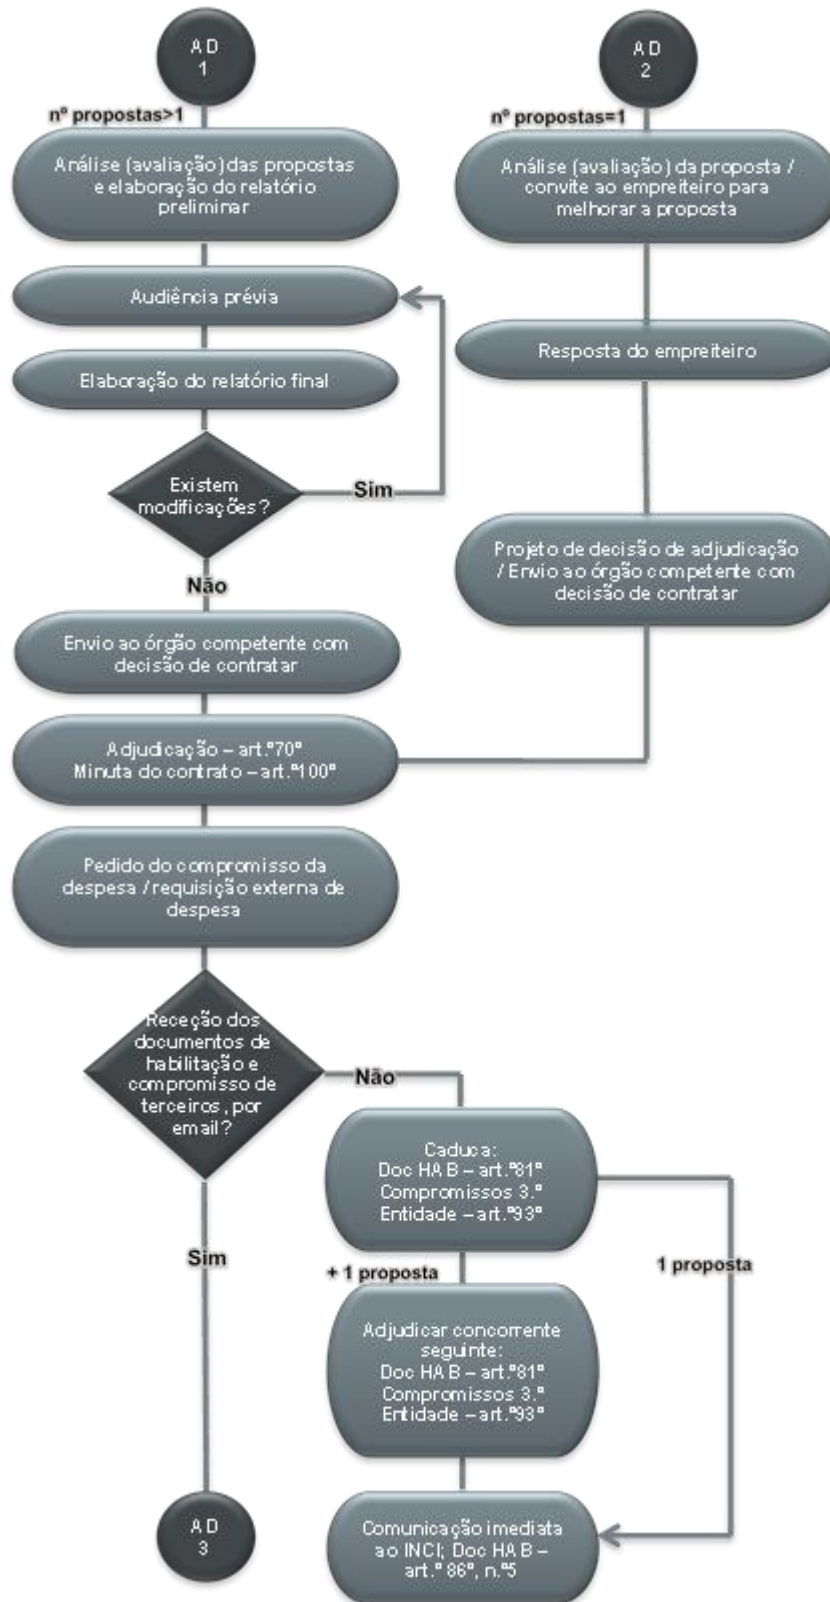 AD
1
nº propostas>1
Análise (avaliação) das propostas
e elaboração do relatório
preliminar
Audiência prévia
Elaboração do relatório final
Existem
modificações?
Sim
Não
Envio ao órgão competente com
decisão de contratar
AD
2
nº propostas=1
Análise (avaliação) da proposta /
convite ao empreiteiro para
melhorar a proposta
Resposta do empreiteiro
Projeto de decisão de adjudicação
/ Envio ao órgão competente com
decisão de contratar
Adjudicação – art.º70º
Minuta do contrato – art.º100º
Pedido do compromisso da
despesa / requisição externa de
despesa
Receção dos
documentos de
habilitação e
compromisso de
terceiros, por
email?
Não
Caduca:
Doc HAB – art.º81º
Compromissos 3.º
Entidade – art.º93º
+ 1 proposta
1 proposta
Adjudicar concorrente
seguinte:
Doc HAB – art.º81º
Compromissos 3.º
Entidade – art.º93º
Comunicação imediata
ao INCI; Doc HAB –
art.º 86º, n.º5
Sim
AD
3